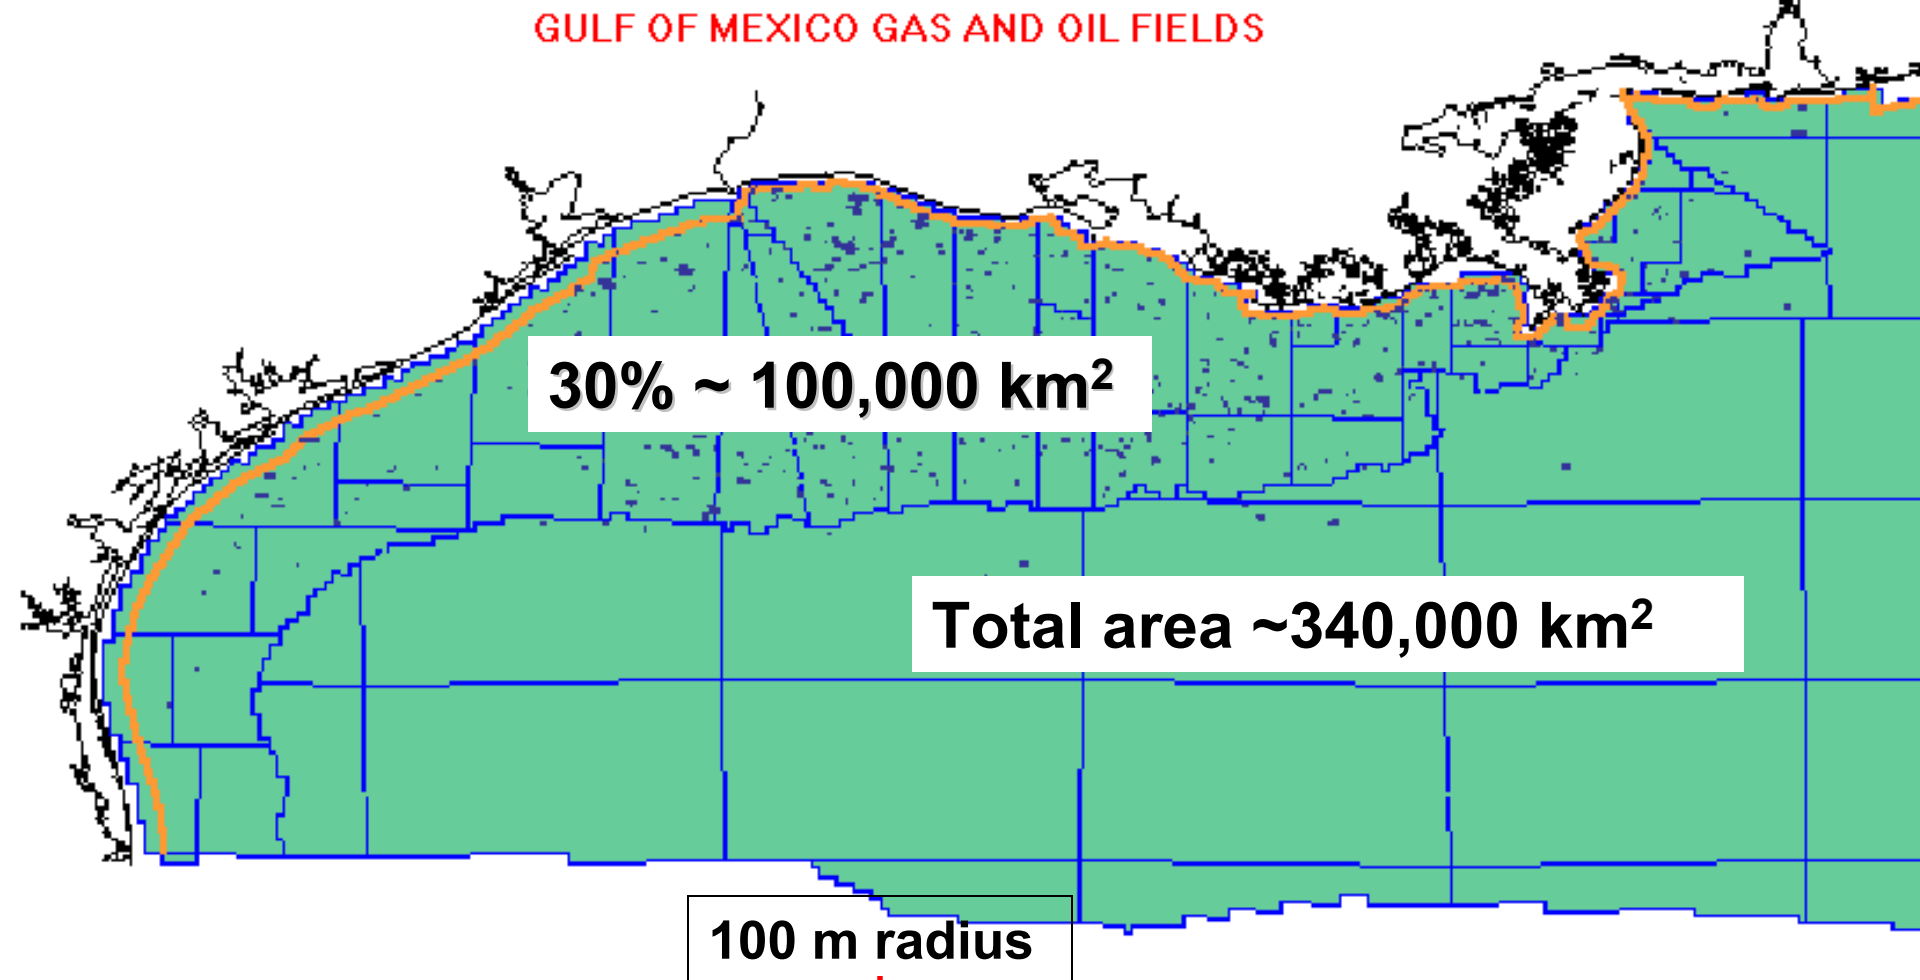 GULF OF MEXICO GAS AND OIL FIELDS
30% ~ 100,000 km²
Total area ~340,000 km²
100 m radius